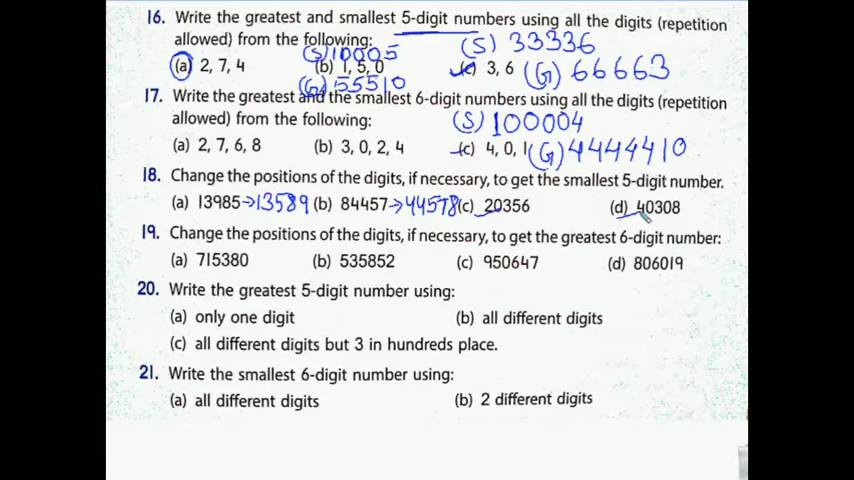 16. Write the greatest and smallest 5-digit numbers using all the digits (repetition
allowed) from the following: (S) 10005 (S) 33336
(a) 2, 7, 4 (b) 1, 5, 0 (c) 3, 6 (G) 66663
(G) 55510
17. Write the greatest and the smallest 6-digit numbers using all the digits (repetition
allowed) from the following: (S) 100004
(a) 2, 7, 6, 8 (b) 3, 0, 2, 4 (c) 4, 0, 1 (G) 4444410
18. Change the positions of the digits, if necessary, to get the smallest 5-digit number.
(a) 13985 →13589 (b) 84457 →44578 (c) 20356 (d) 40308
19. Change the positions of the digits, if necessary, to get the greatest 6-digit number:
(a) 715380 (b) 535852 (c) 950647 (d) 806019
20. Write the greatest 5-digit number using:
(a) only one digit (b) all different digits
(c) all different digits but 3 in hundreds place.
21. Write the smallest 6-digit number using:
(a) all different digits (b) 2 different digits